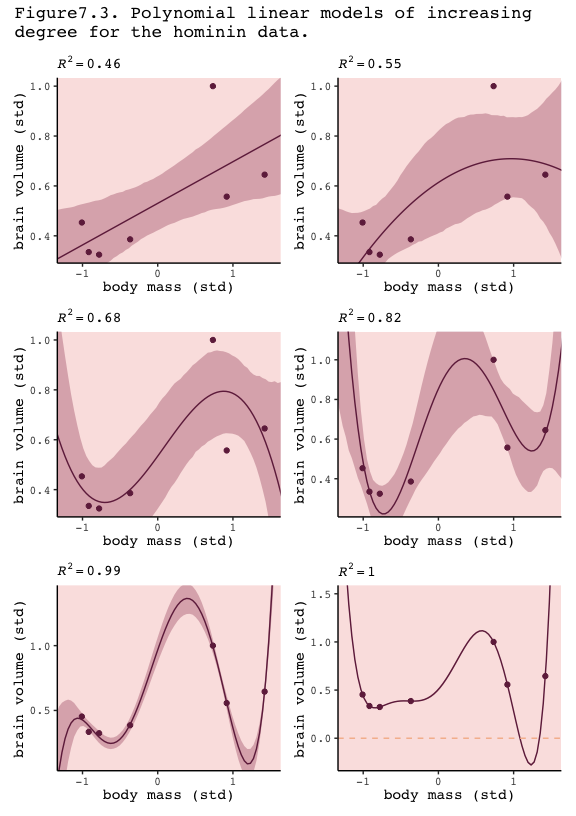 Figure7.3. Polynomial linear models of increasing
degree for the hominin data.
R²=0.46
R²=0.55
brain volume (std)
1.0
0.8
0.6
0.4
-1
0
1
body mass (std)
brain volume (std)
1.0
0.8
0.6
0.4
-1
0
1
body mass (std)
R²=0.68
R²=0.82
brain volume (std)
1.0
0.8
0.6
0.4
-1
0
1
body mass (std)
brain volume (std)
1.0
0.8
0.6
0.4
-1
0
1
body mass (std)
R²=0.99
R²=1
brain volume (std)
1.0
0.5
-1
0
1
body mass (std)
brain volume (std)
1.5
1.0
0.5
0.0
-1
0
1
body mass (std)